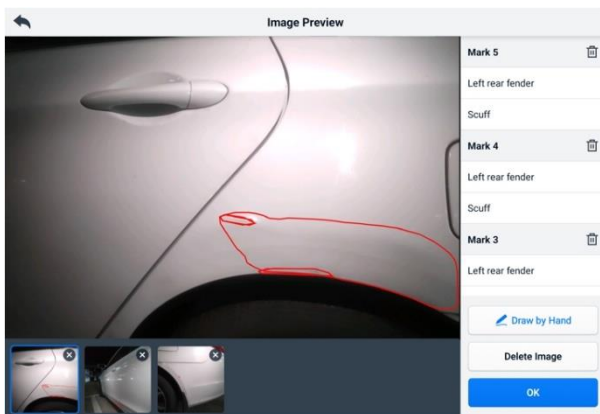 Image Preview
Mark 5
Left rear fender
Scuff
Mark 4
Left rear fender
Scuff
Mark 3
Left rear fender
Draw by Hand
Delete Image
OK